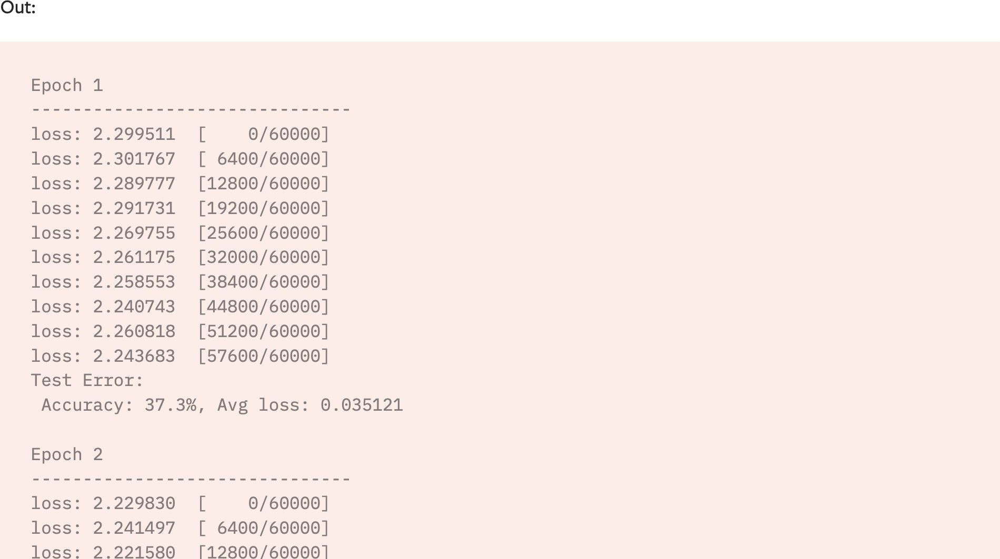 Out:
Epoch 1
-------------------------------
loss: 2.299511  [    0/60000]
loss: 2.301767  [ 6400/60000]
loss: 2.289777  [12800/60000]
loss: 2.291731  [19200/60000]
loss: 2.269755  [25600/60000]
loss: 2.261175  [32000/60000]
loss: 2.258553  [38400/60000]
loss: 2.240743  [44800/60000]
loss: 2.260818  [51200/60000]
loss: 2.243683  [57600/60000]
Test Error:
 Accuracy: 37.3%, Avg loss: 0.035121
Epoch 2
-------------------------------
loss: 2.229830  [    0/60000]
loss: 2.241497  [ 6400/60000]
loss: 2.221580  [12800/60000]